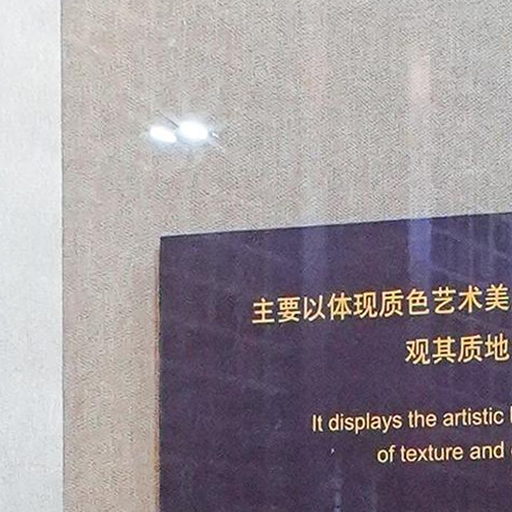 主要以体现质色艺术美
观其质地
It displays the artistic
of texture and